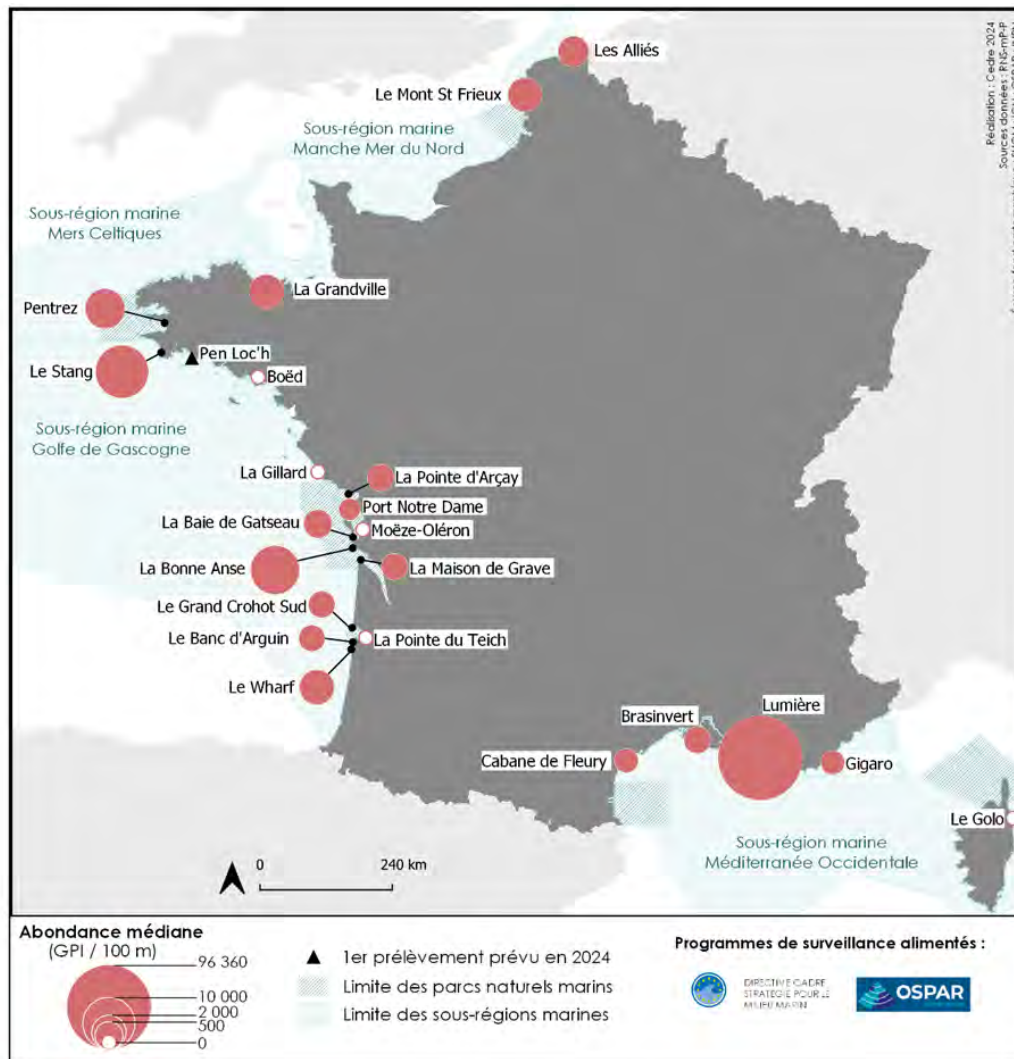 Les Alliés
Le Mont St Frieux
Réalisation : Cedre 2024
Sources données : RNS-mP-P
Sous-région marine
Manche Mer du Nord
Sous-région marine
Mers Celtiques
La Grandville
Pentrez
Pen Loc'h
Le Stang
Boëd
Sous-région marine
Golfe de Gascogne
La Gillard
La Pointe d'Arçay
Port Notre Dame
La Baie de Gatseau
Moëze-Oléron
La Bonne Anse
La Maison de Grave
Le Grand Crohot Sud
Le Banc d'Arguin
La Pointe du Teich
Le Wharf
Lumière
Brasinvert
Cabane de Fleury
Gigaro
Le Golo
Sous-région marine
Méditerranée Occidentale
0 240 km
Abondance médiane
(GPI / 100 m)
96 360
10 000
2 000
500
0
1er prélèvement prévu en 2024
Limite des parcs naturels marins
Limite des sous-régions marines
Programmes de surveillance alimentés :
DIRECTIVE CADRE
STRATÉGIE POUR LE
MILIEU MARIN
OSPAR